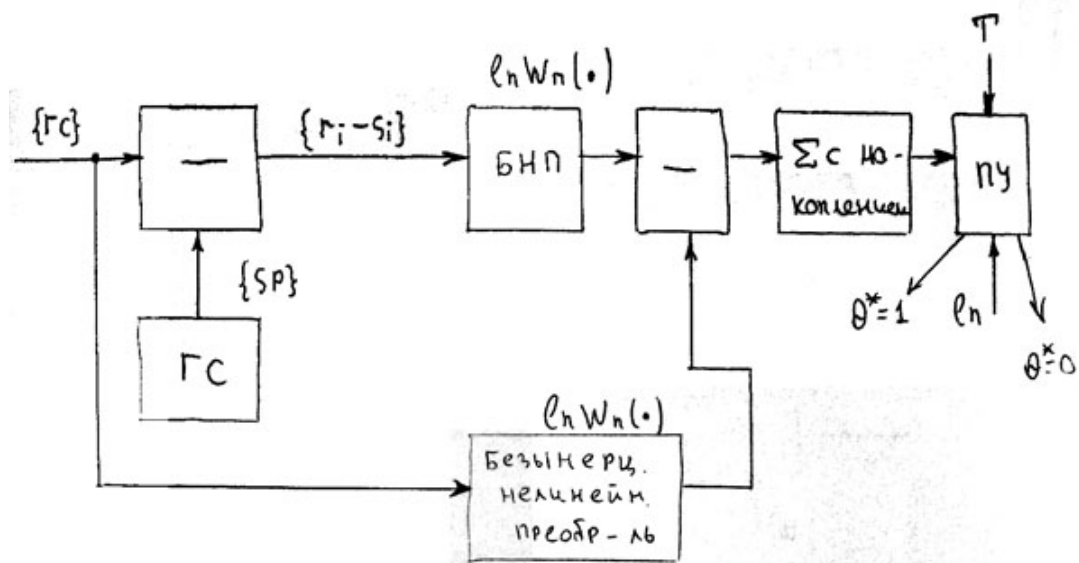 T
ln Wn(•)
{rc}
{ri – Si}
—
БНП
—
Σ с на-
коплением
ПУ
{SP}
θ*=1
ln
θ*=0
ГС
ln Wn(•)
Безынерц.
нелинейн.
преобр-ль